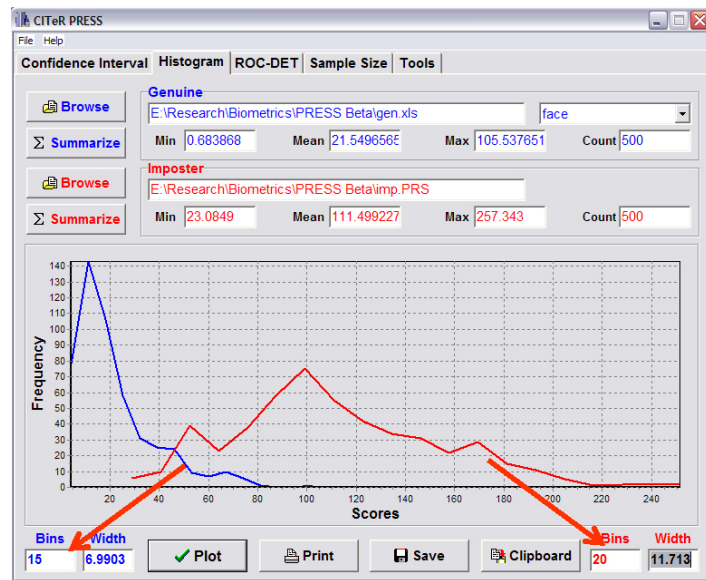 CITeR PRESS
File Help
Confidence Interval Histogram ROC-DET Sample Size Tools
Genuine
Browse E:\Research\Biometrics\PRESS Beta\gen.xls face
Σ Summarize Min 0.683868 Mean 21.5496565 Max 105.537651 Count 500
Imposter
Browse E:\Research\Biometrics\PRESS Beta\imp.PRS
Σ Summarize Min 23.0849 Mean 111.499227 Max 257.343 Count 500
140
130
120
110
100
90
80
70
60
50
40
30
20
10
0
Frequency
20 40 60 80 100 120 140 160 180 200 220 240
Scores
Bins Width Bins Width
15 6.9903 Plot Print Save Clipboard 20 11.713